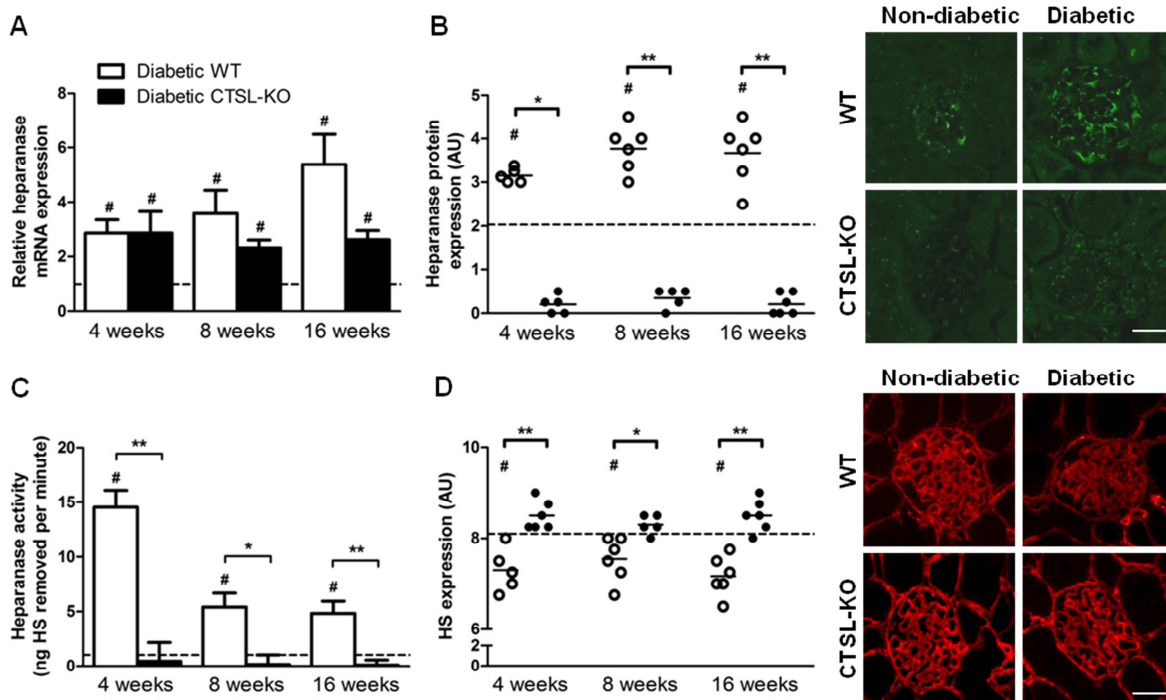 A
Diabetic WT
Diabetic CTSL-KO
Relative heparanase
mRNA expression
8
6
4
2
0
#
#
#
#
#
#
4 weeks
8 weeks
16 weeks
B
Heparanase protein
expression (AU)
5
4
3
2
1
0
*
**
**
#
#
#
4 weeks
8 weeks
16 weeks
Non-diabetic
Diabetic
WT
CTSL-KO
C
Heparanase activity
(ng HS removed per minute)
20
15
10
5
0
**
*
**
#
#
#
4 weeks
8 weeks
16 weeks
D
HS expression (AU)
10
8
6
2
0
**
*
**
#
#
#
4 weeks
8 weeks
16 weeks
Non-diabetic
Diabetic
WT
CTSL-KO